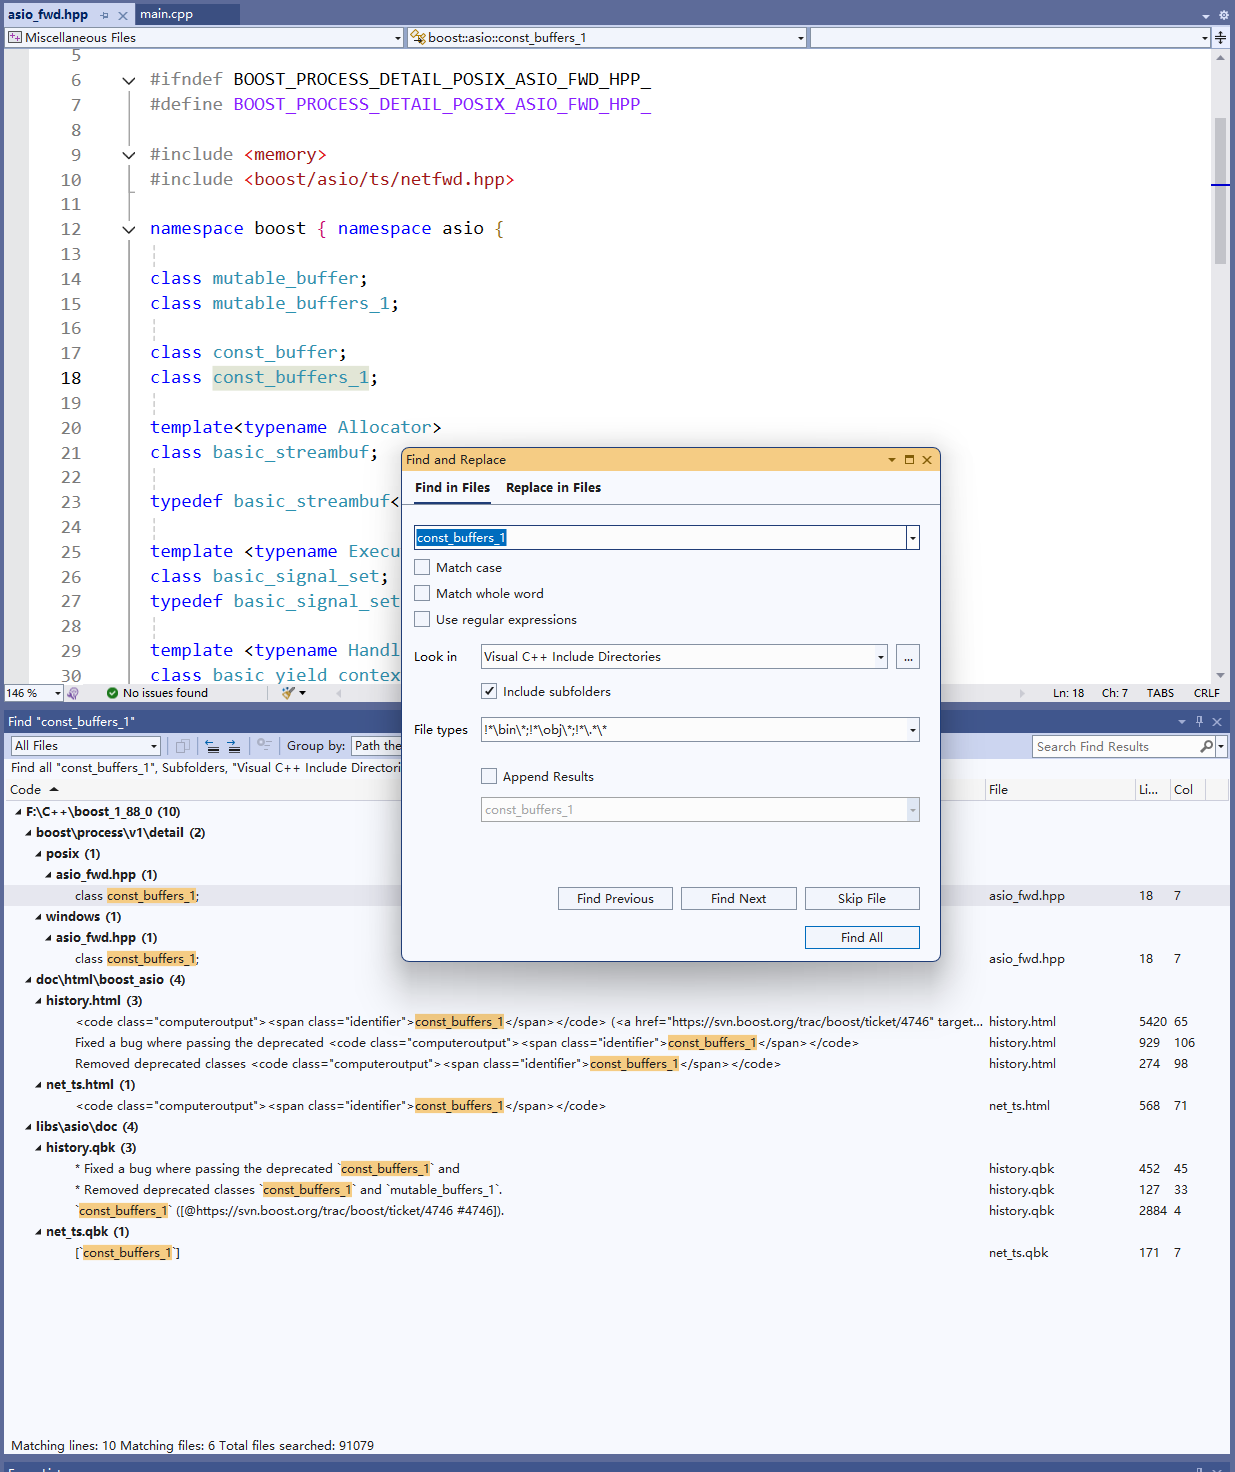 asio_fwd.hpp main.cpp
Miscellaneous Files boost::asio::const_buffers_1
5
6 #ifndef BOOST_PROCESS_DETAIL_POSIX_ASIO_FWD_HPP_
7 #define BOOST_PROCESS_DETAIL_POSIX_ASIO_FWD_HPP_
8
9 #include <memory>
10 #include <boost/asio/ts/netfwd.hpp>
11
12 namespace boost { namespace asio {
13
14 class mutable_buffer;
15 class mutable_buffers_1;
16
17 class const_buffer;
18 class const_buffers_1;
19
20 template<typename Allocator>
21 class basic_streambuf;
22
23 typedef basic_streambuf<
24
25 template <typename Execu
26 class basic_signal_set;
27 typedef basic_signal_set
28
29 template <typename Handl
30 class basic_yield_contex
146 % No issues found Ln: 18 Ch: 7 TABS CRLF
Find and Replace
Find in Files Replace in Files
const_buffers_1
Match case
Match whole word
Use regular expressions
Look in Visual C++ Include Directories ...
Include subfolders
File types !*\bin\*;!*\obj\*;!*\.*\*
Append Results
const_buffers_1
Find Previous Find Next Skip File
Find All
Find "const_buffers_1"
All Files Group by: Path the Search Find Results
Find all "const_buffers_1", Subfolders, "Visual C++ Include Directori
Code File Li... Col
F:\C++\boost_1_88_0 (10)
boost\process\v1\detail (2)
posix (1)
asio_fwd.hpp (1)
class const_buffers_1; asio_fwd.hpp 18 7
windows (1)
asio_fwd.hpp (1)
class const_buffers_1; asio_fwd.hpp 18 7
doc\html\boost_asio (4)
history.html (3)
<code class="computeroutput"><span class="identifier">const_buffers_1</span></code> (<a href="https://svn.boost.org/trac/boost/ticket/4746" target... history.html 5420 65
Fixed a bug where passing the deprecated <code class="computeroutput"><span class="identifier">const_buffers_1</span></code> history.html 929 106
Removed deprecated classes <code class="computeroutput"><span class="identifier">const_buffers_1</span></code> history.html 274 98
net_ts.html (1)
<code class="computeroutput"><span class="identifier">const_buffers_1</span></code> net_ts.html 568 71
libs\asio\doc (4)
history.qbk (3)
* Fixed a bug where passing the deprecated `const_buffers_1` and history.qbk 452 45
* Removed deprecated classes `const_buffers_1` and `mutable_buffers_1`. history.qbk 127 33
`const_buffers_1` ([@https://svn.boost.org/trac/boost/ticket/4746 #4746]). history.qbk 2884 4
net_ts.qbk (1)
[`const_buffers_1`] net_ts.qbk 171 7
Matching lines: 10 Matching files: 6 Total files searched: 91079